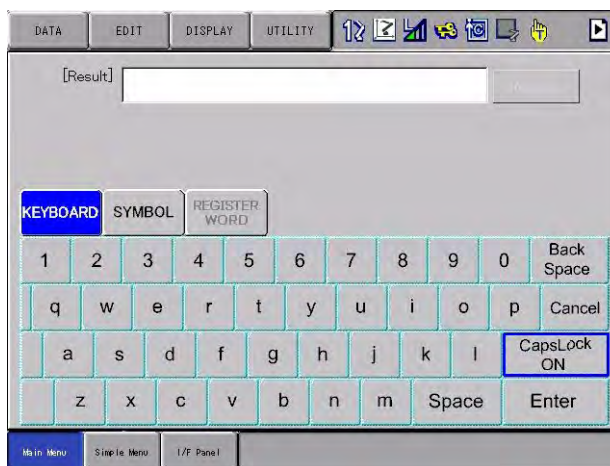 DATA EDIT DISPLAY UTILITY
[Result]
KEYBOARD SYMBOL REGISTER WORD
1 2 3 4 5 6 7 8 9 0 Back Space
q w e r t y u i o p Cancel
a s d f g h j k l CapsLock ON
z x c v b n m Space Enter
Main Menu Simple Menu I/F Panel